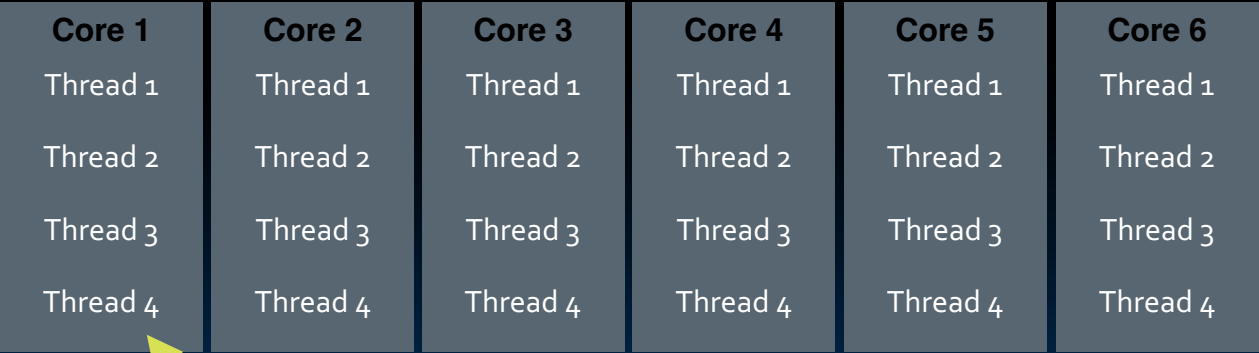 Core 1 Core 2 Core 3 Core 4 Core 5 Core 6
Thread 1 Thread 1 Thread 1 Thread 1 Thread 1 Thread 1
Thread 2 Thread 2 Thread 2 Thread 2 Thread 2 Thread 2
Thread 3 Thread 3 Thread 3 Thread 3 Thread 3 Thread 3
Thread 4 Thread 4 Thread 4 Thread 4 Thread 4 Thread 4